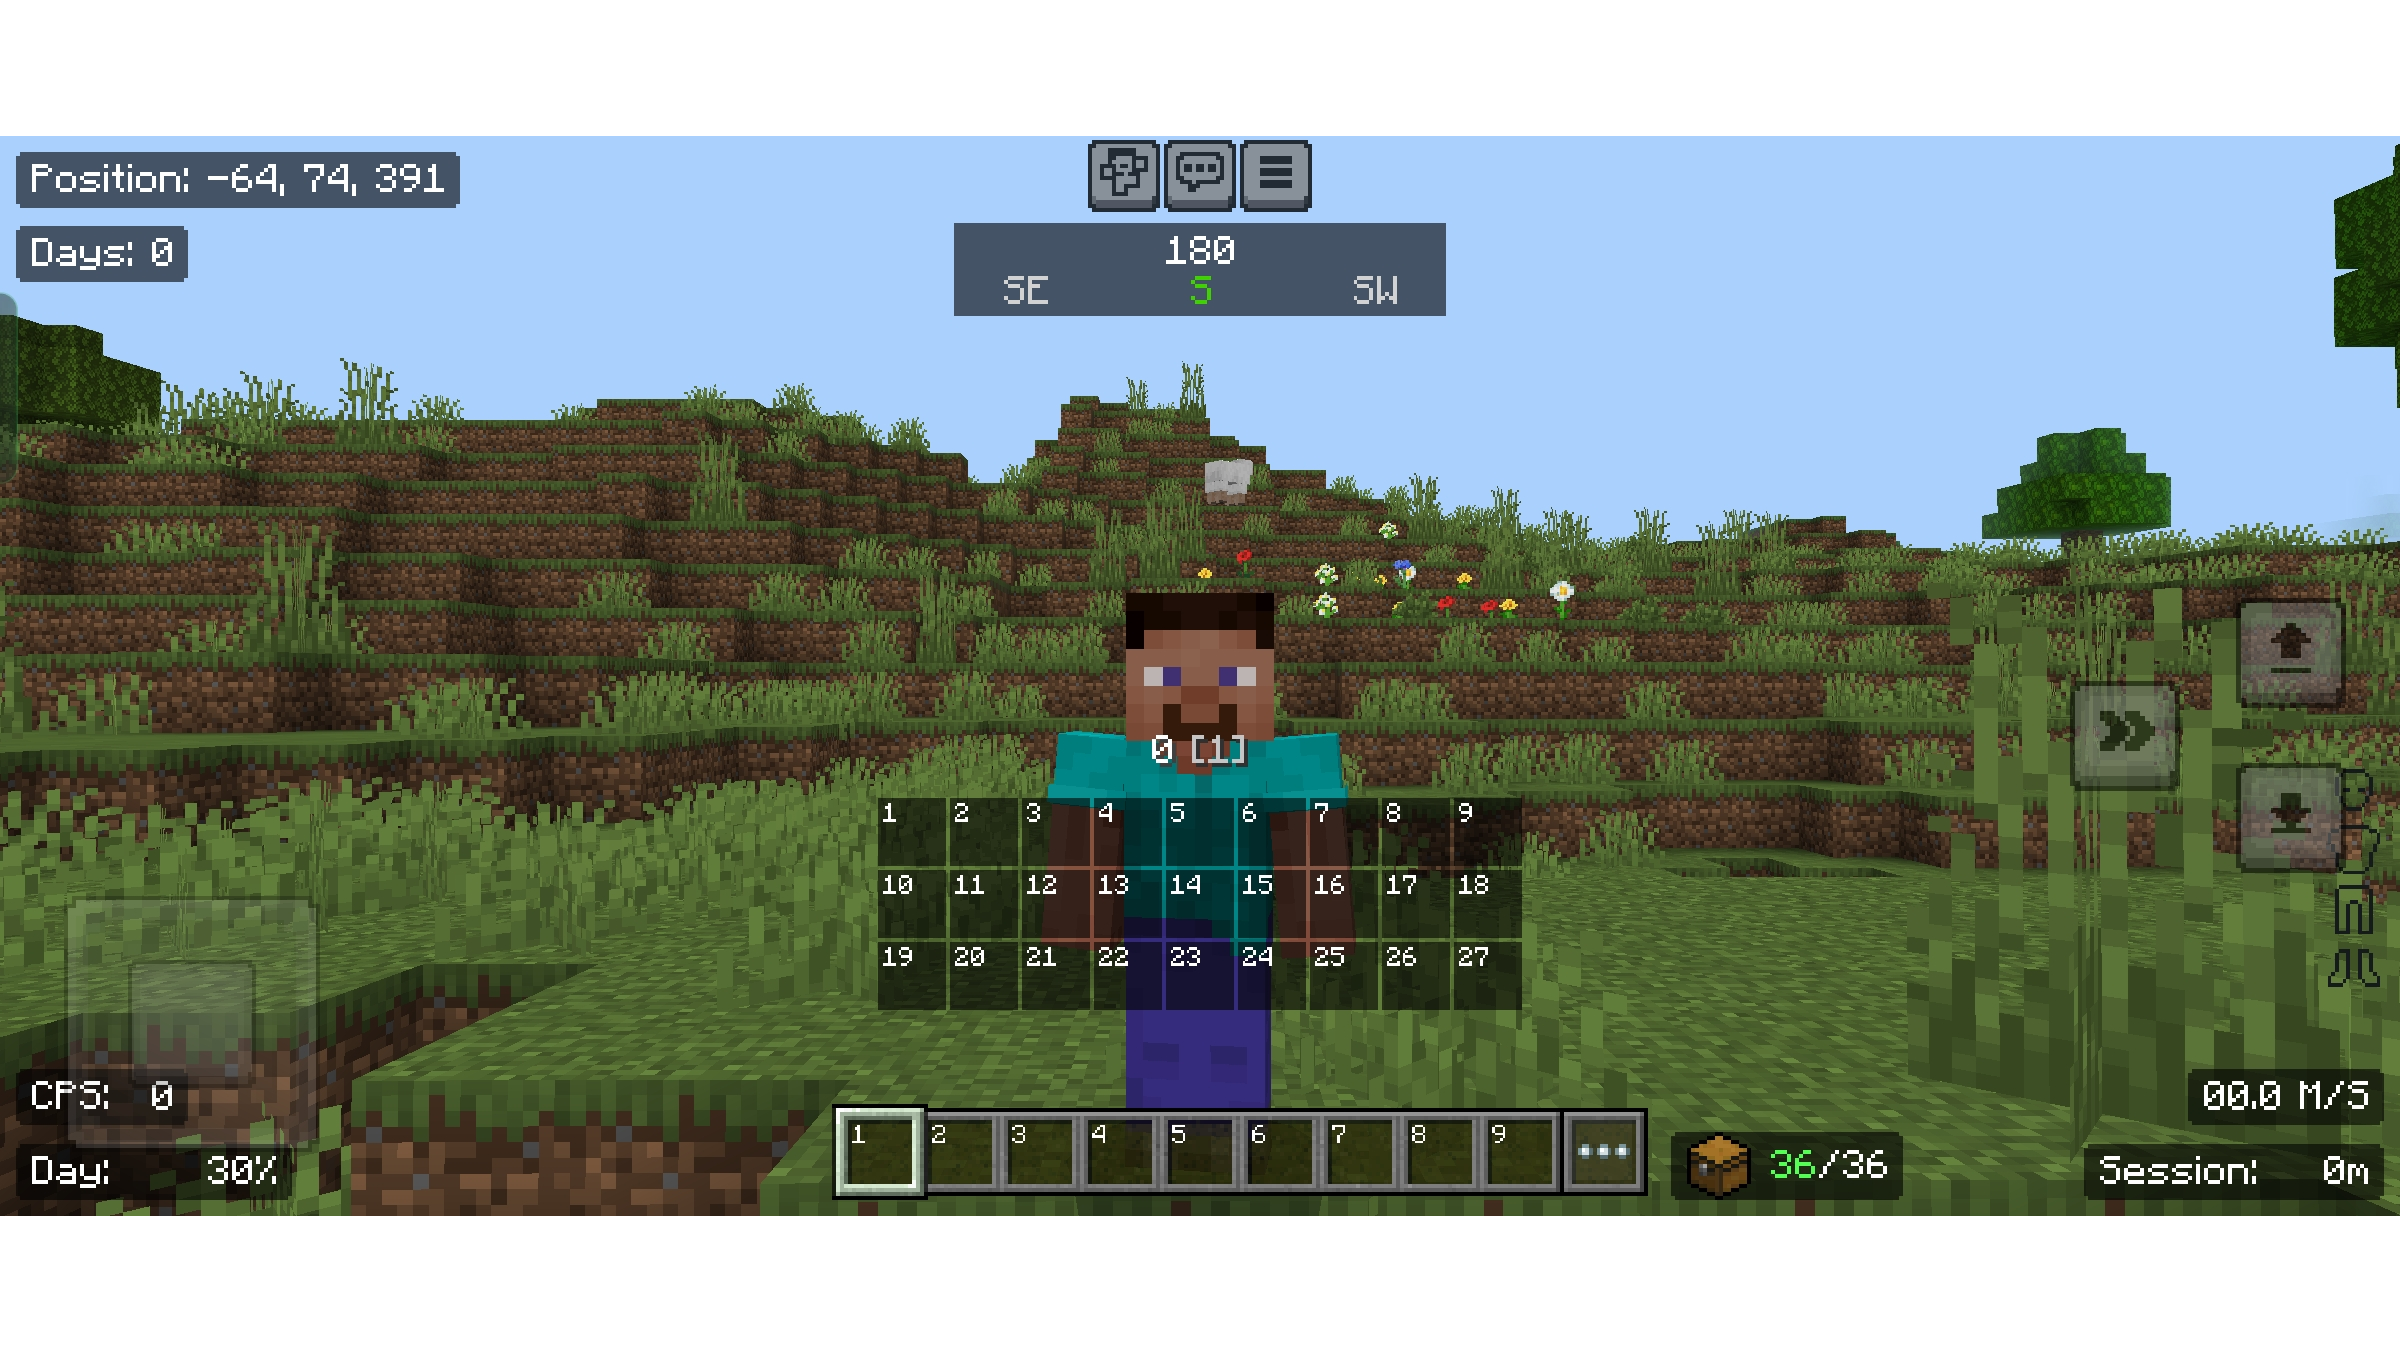 Position: -64, 74, 391
Days: 0
180
SE S SW
0 [1]
1 2 3 4 5 6 7 8 9
10 11 12 13 14 15 16 17 18
19 20 21 22 23 24 25 26 27
CPS: 0
00.0 M/S
1 2 3 4 5 6 7 8 9
Day: 30%
36/36
Session: 0m